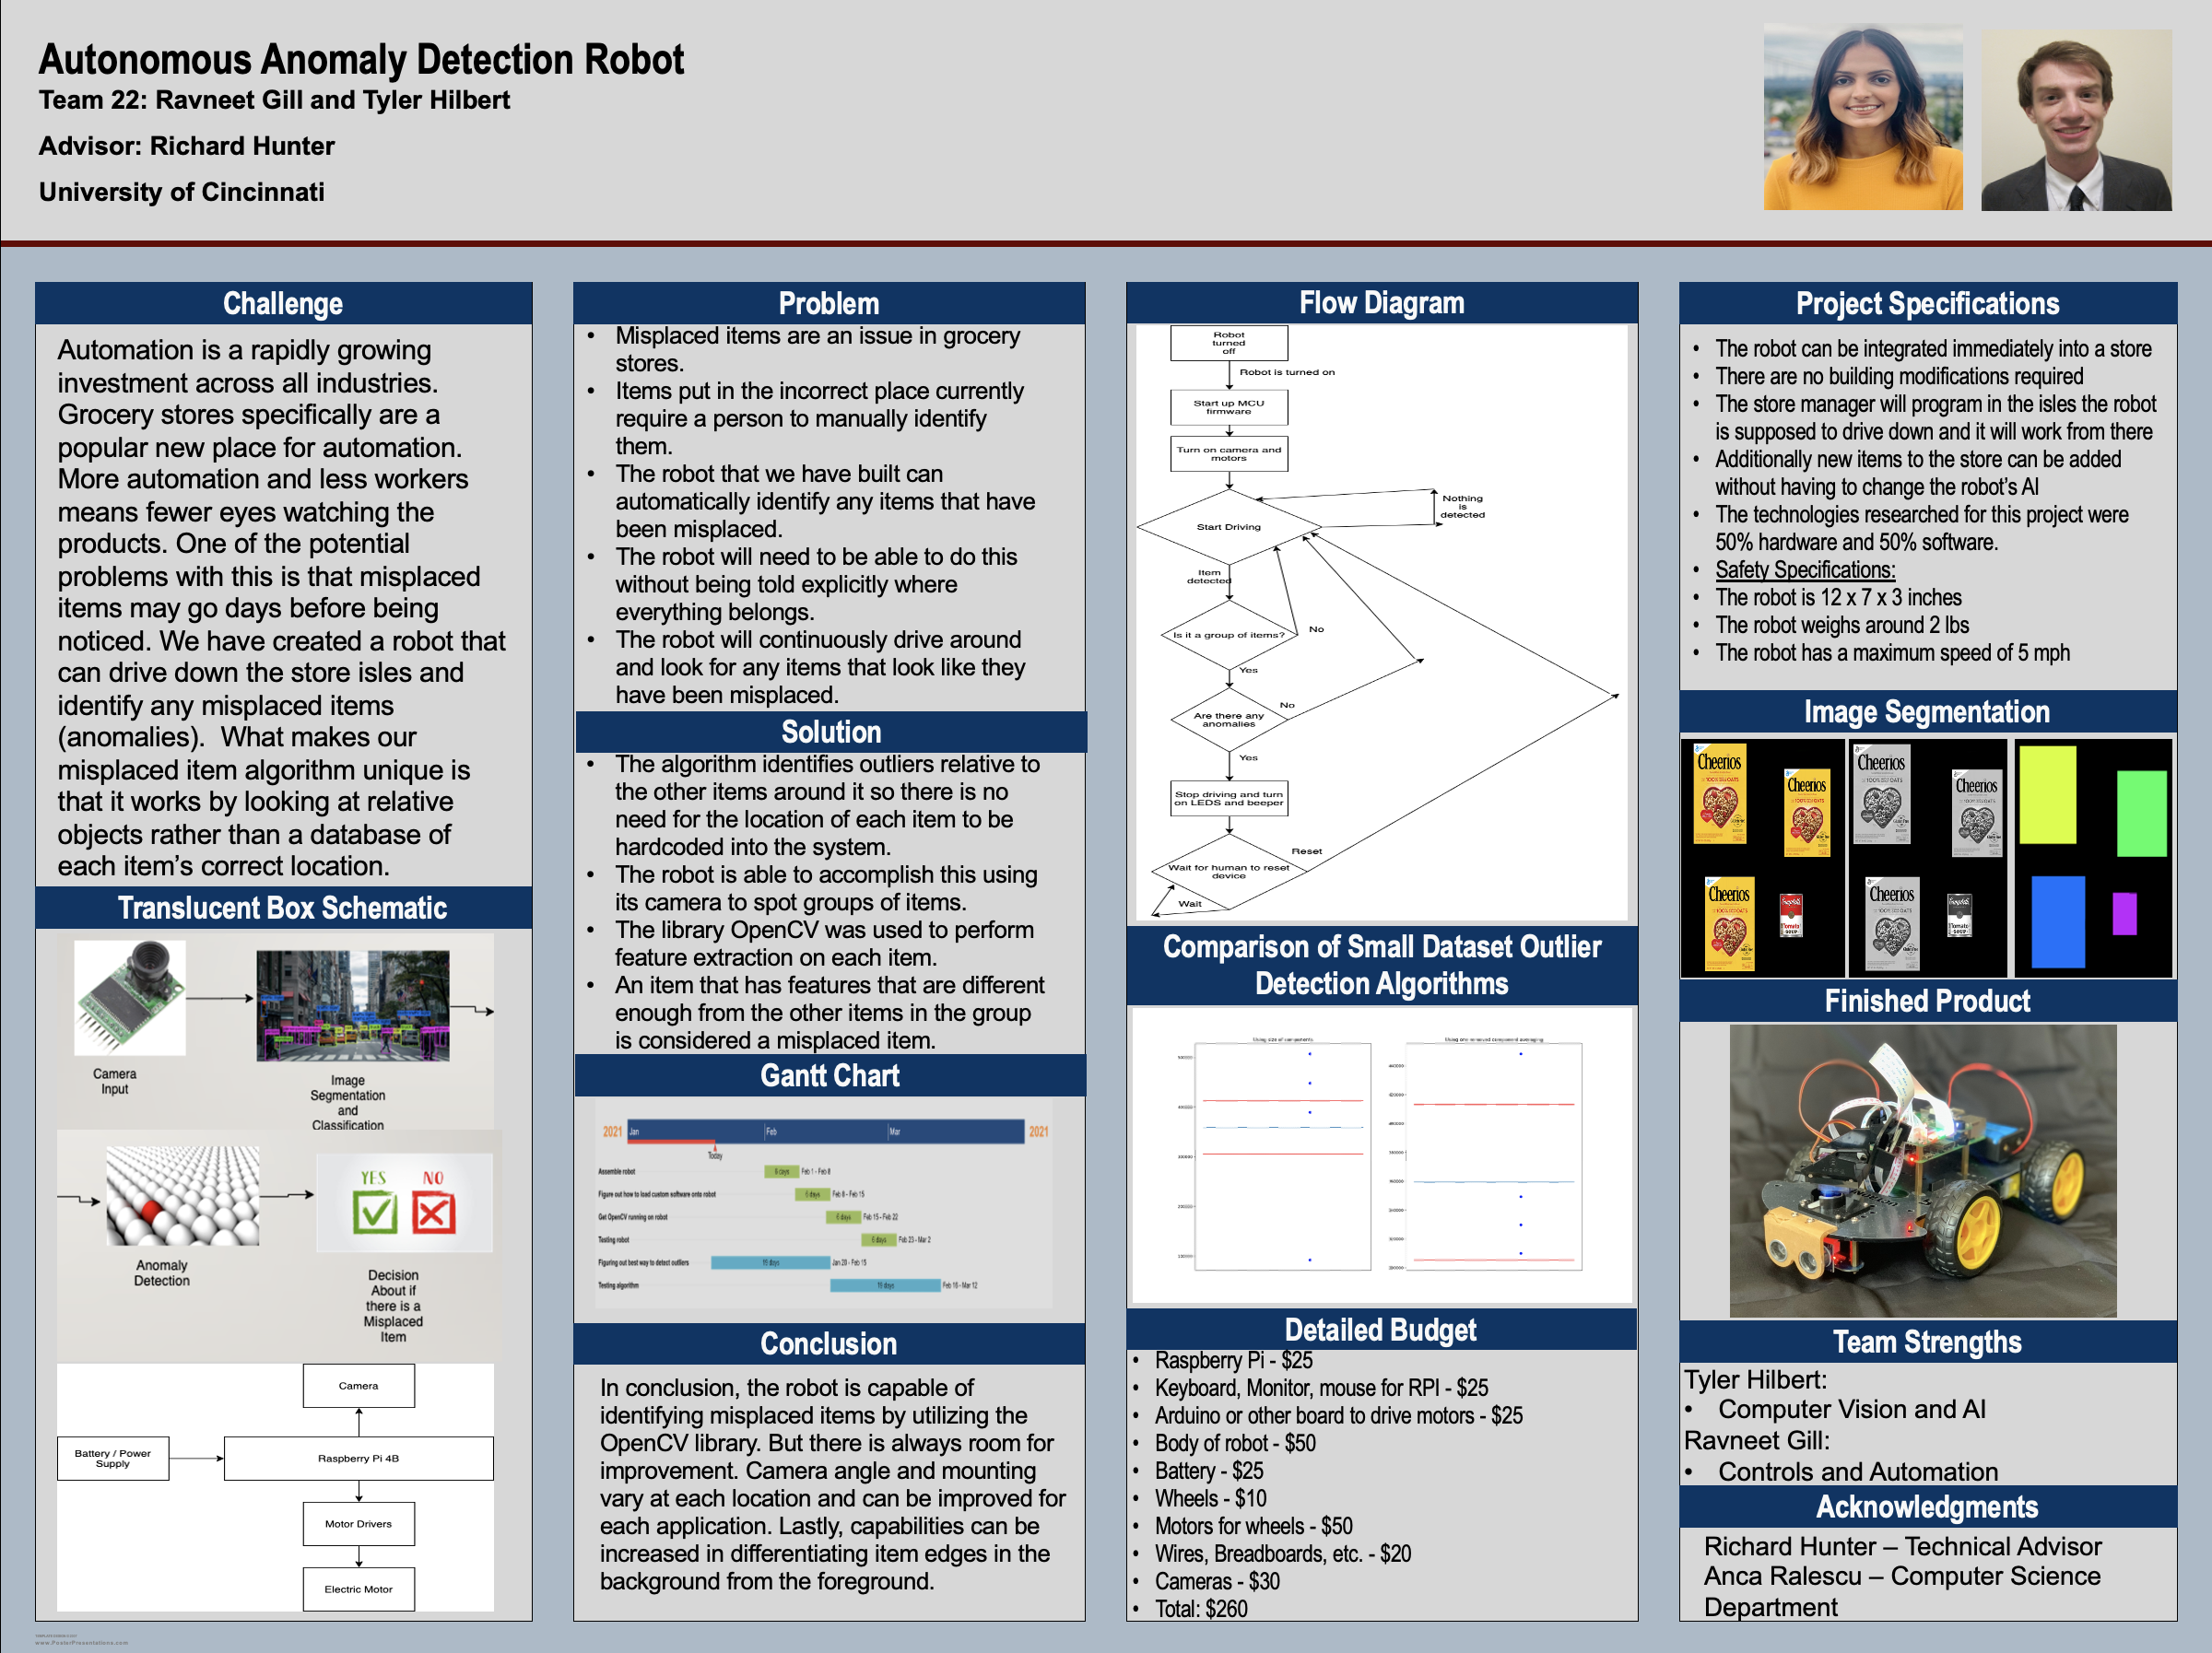 Autonomous Anomaly Detection Robot
Team 22: Ravneet Gill and Tyler Hilbert
Advisor: Richard Hunter
University of Cincinnati
Challenge
Automation is a rapidly growing
investment across all industries.
Grocery stores specifically are a
popular new place for automation.
More automation and less workers
means fewer eyes watching the
products. One of the potential
problems with this is that misplaced
items may go days before being
noticed. We have created a robot that
can drive down the store isles and
identify any misplaced items
(anomalies).  What makes our
misplaced item algorithm unique is
that it works by looking at relative
objects rather than a database of
each item's correct location.
Translucent Box Schematic
Camera
Input
Image
Segmentation
and
Classification
Anomaly
Detection
YES NO
Decision
About if
there is a
Misplaced
Item
Camera
Battery / Power
Supply
Raspberry Pi 4B
Motor Drivers
Electric Motor
www.PosterPresentations.com
Problem
• Misplaced items are an issue in grocery
stores.
• Items put in the incorrect place currently
require a person to manually identify
them.
• The robot that we have built can
automatically identify any items that have
been misplaced.
• The robot will need to be able to do this
without being told explicitly where
everything belongs.
• The robot will continuously drive around
and look for any items that look like they
have been misplaced.
Solution
• The algorithm identifies outliers relative to
the other items around it so there is no
need for the location of each item to be
hardcoded into the system.
• The robot is able to accomplish this using
its camera to spot groups of items.
• The library OpenCV was used to perform
feature extraction on each item.
• An item that has features that are different
enough from the other items in the group
is considered a misplaced item.
Gantt Chart
2021 Jan Feb Mar 2021
Today
Assemble robot 6 days Feb 1 - Feb 8
Figure out how to load custom software onto robot 6 days Feb 8 - Feb 15
Get OpenCV running on robot 6 days Feb 15 - Feb 22
Testing robot 6 days Feb 23 - Mar 2
Figuring out best way to detect outliers days Jan 20 - Feb 15
Testing algorithm days Feb 16 - Mar 12
Conclusion
In conclusion, the robot is capable of
identifying misplaced items by utilizing the
OpenCV library. But there is always room for
improvement. Camera angle and mounting
vary at each location and can be improved for
each application. Lastly, capabilities can be
increased in differentiating item edges in the
background from the foreground.
Flow Diagram
Robot
turned
off
Robot is turned on
Start up MCU
firmware
Turn on camera and
motors
Start Driving
Nothing
is
detected
Item
detected
Is it a group of items?
No
Yes
Are there any
anomalies
No
Yes
Stop driving and turn
on LEDS and beeper
Reset
Wait for human to reset
device
Wait
Comparison of Small Dataset Outlier
Detection Algorithms
Using size of components
Using one removed component averaging
Detailed Budget
• Raspberry Pi - $25
• Keyboard, Monitor, mouse for RPI - $25
• Arduino or other board to drive motors - $25
• Body of robot - $50
• Battery - $25
• Wheels - $10
• Motors for wheels - $50
• Wires, Breadboards, etc. - $20
• Cameras - $30
• Total: $260
Project Specifications
• The robot can be integrated immediately into a store
• There are no building modifications required
• The store manager will program in the isles the robot
is supposed to drive down and it will work from there
• Additionally new items to the store can be added
without having to change the robot's AI
• The technologies researched for this project were
50% hardware and 50% software.
• Safety Specifications:
• The robot is 12 x 7 x 3 inches
• The robot weighs around 2 lbs
• The robot has a maximum speed of 5 mph
Image Segmentation
Cheerios
Cheerios
Cheerios
Cheerios
Cheerios
Tomato
SOUP
Cheerios
Tomato
SOUP
Finished Product
Team Strengths
Tyler Hilbert:
• Computer Vision and AI
Ravneet Gill:
• Controls and Automation
Acknowledgments
Richard Hunter – Technical Advisor
Anca Ralescu – Computer Science
Department